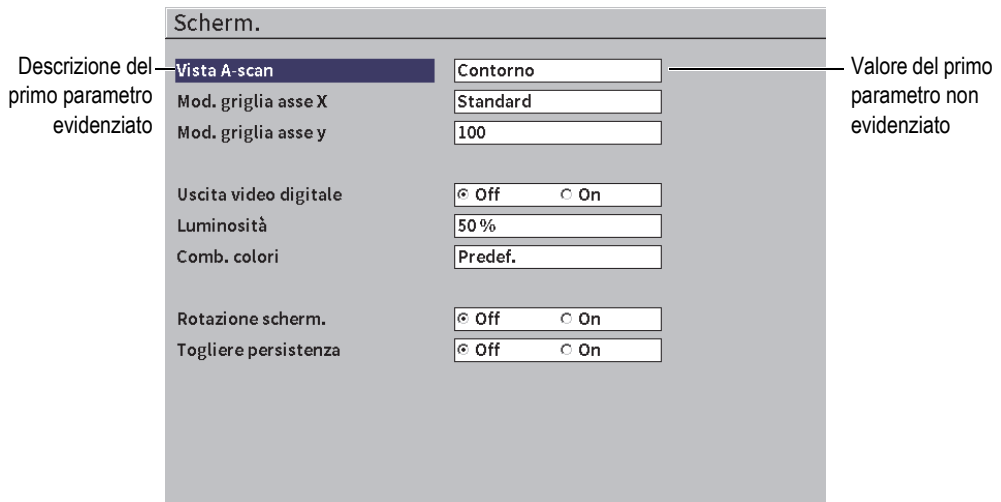 Scherm.
Descrizione del
primo parametro
evidenziato
Vista A-scan
Contorno
Valore del primo
parametro non
evidenziato
Mod. griglia asse X
Standard
Mod. griglia asse y
100
Uscita video digitale
Off
On
Luminosità
50 %
Comb. colori
Predef.
Rotazione scherm.
Off
On
Togliere persistenza
Off
On